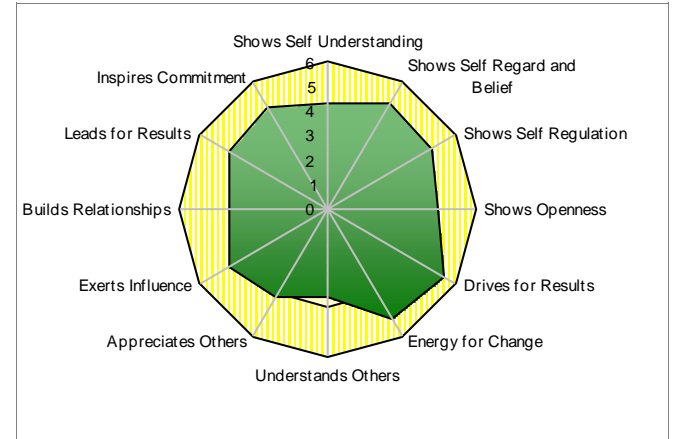 Shows Self Understanding
Shows Self Regard and
Belief
Shows Self Regulation
Shows Openness
Drives for Results
Energy for Change
Understands Others
Appreciates Others
Exerts Influence
Builds Relationships
Leads for Results
Inspires Commitment
6
5
4
3
2
1
0